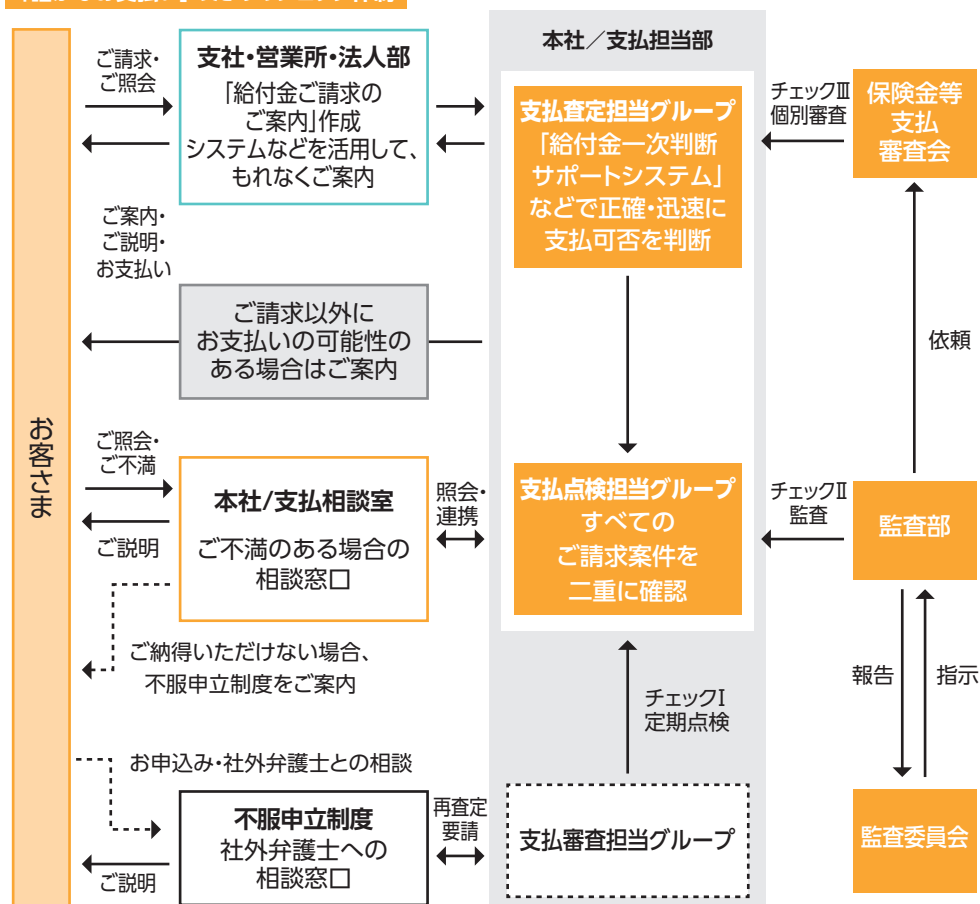 お客さま
ご請求・
ご照会
支社・営業所・法人部
「給付金ご請求の
ご案内」作成
システムなどを活用して、
もれなくご案内
ご案内・
ご説明・
お支払い
ご請求以外に
お支払いの可能性の
ある場合はご案内
ご照会・
ご不満
ご説明
本社/支払相談室
ご不満のある場合の
相談窓口
照会・
連携
ご納得いただけない場合、
不服申立制度をご案内
お申込み・社外弁護士との相談
不服申立制度
社外弁護士への
相談窓口
ご説明
再査定
要請
本社／支払担当部
支払査定担当グループ
「給付金一次判断
サポートシステム」
などで正確・迅速に
支払可否を判断
支払点検担当グループ
すべての
ご請求案件を
二重に確認
チェックⅠ
定期点検
支払審査担当グループ
チェックⅢ
個別審査
保険金等
支払
審査会
依頼
チェックⅡ
監査
監査部
報告
指示
監査委員会